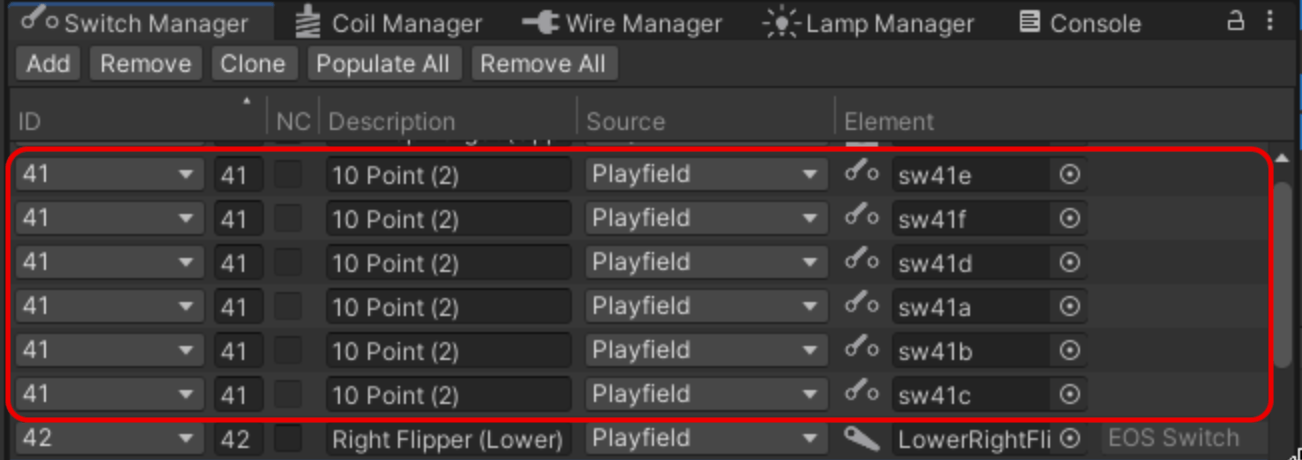 Switch Manager Coil Manager Wire Manager Lamp Manager Console
Add Remove Clone Populate All Remove All
ID NC Description Source Element
41 41 10 Point (2) Playfield sw41e
41 41 10 Point (2) Playfield sw41f
41 41 10 Point (2) Playfield sw41d
41 41 10 Point (2) Playfield sw41a
41 41 10 Point (2) Playfield sw41b
41 41 10 Point (2) Playfield sw41c
42 42 Right Flipper (Lower) Playfield LowerRightFli EOS Switch